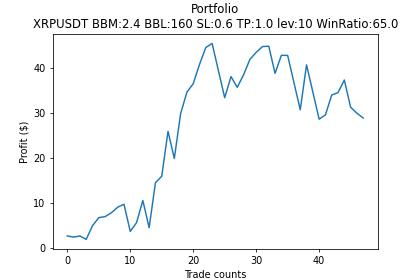 Portfolio
XRPUSDT BBM:2.4 BBL:160 SL:0.6 TP:1.0 lev:10 WinRatio:65.0
40
30
20
10
0
Profit ($)
0 10 20 30 40
Trade counts